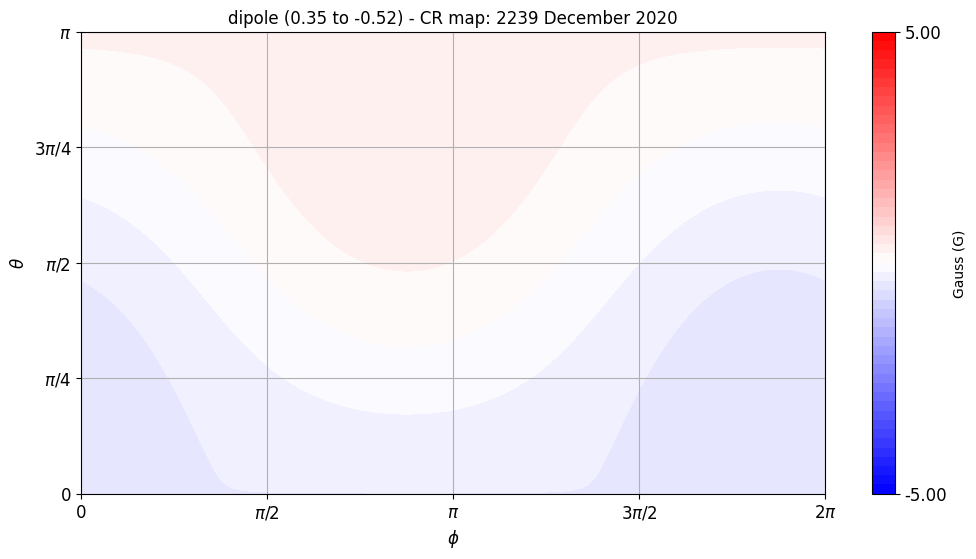 dipole (0.35 to -0.52) - CR map: 2239 December 2020
π
3π/4
π/2
π/4
0
θ
0
π/2
π
3π/2
2π
ϕ
5.00
-5.00
Gauss (G)